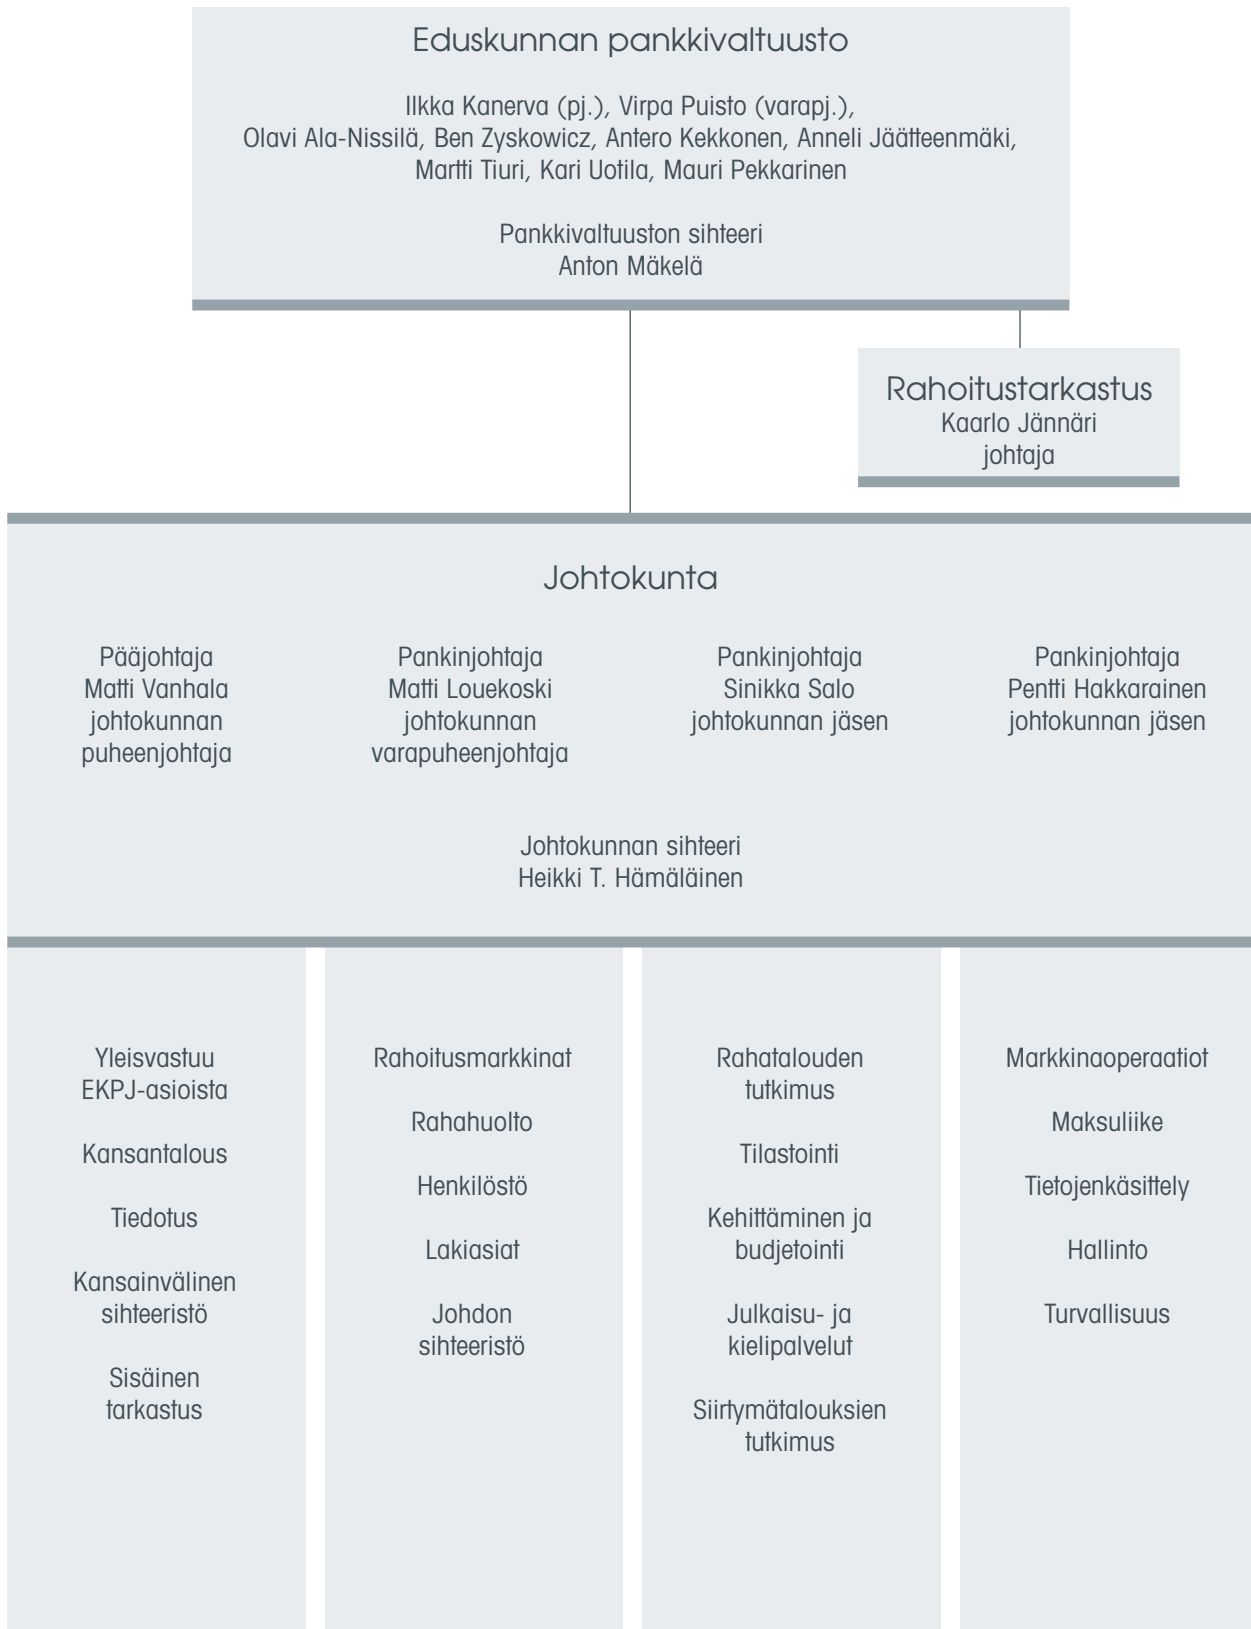 Eduskunnan pankkivaltuusto
Ilkka Kanerva (pj.), Virpa Puisto (varapj.),
Olavi Ala-Nissilä, Ben Zyskowicz, Antero Kekkonen, Anneli Jäätteenmäki,
Martti Tiuri, Kari Uotila, Mauri Pekkarinen
Pankkivaltuuston sihteeri
Anton Mäkelä
Rahoitustarkastus
Kaarlo Jännäri
johtaja
Johtokunta
Pääjohtaja
Matti Vanhala
johtokunnan
puheenjohtaja
Pankinjohtaja
Matti Louekoski
johtokunnan
varapuheenjohtaja
Pankinjohtaja
Sinikka Salo
johtokunnan jäsen
Pankinjohtaja
Pentti Hakkarainen
johtokunnan jäsen
Johtokunnan sihteeri
Heikki T. Hämäläinen
Yleisvastuu
EKPJ-asioista
Kansantalous
Tiedotus
Kansainvälinen
sihteeristö
Sisäinen
tarkastus
Rahoitusmarkkinat
Rahahuolto
Henkilöstö
Lakiasiat
Johdon
sihteeristö
Rahatalouden
tutkimus
Tilastointi
Kehittäminen ja
budjetointi
Julkaisu- ja
kielipalvelut
Siirtymätalouksien
tutkimus
Markkinaoperaatiot
Maksuliike
Tietojenkäsittely
Hallinto
Turvallisuus